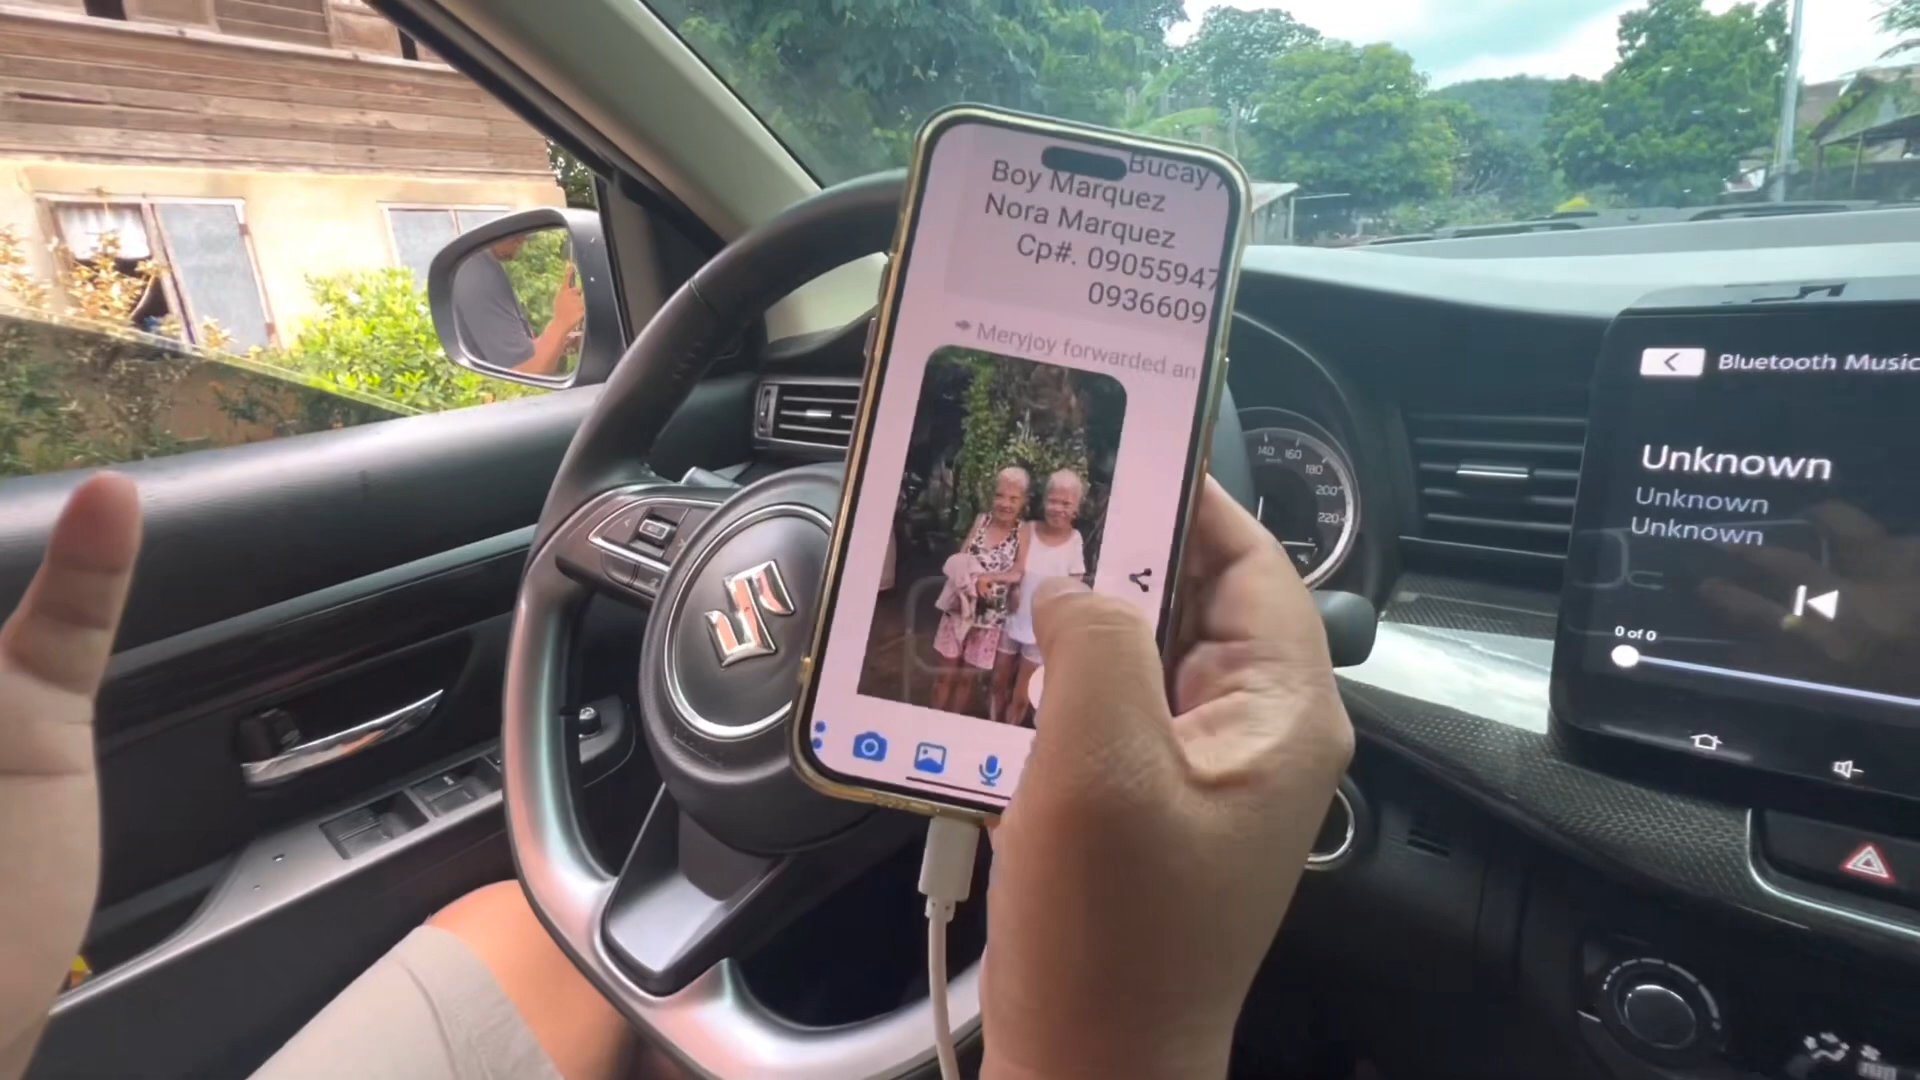 Bucay
Boy Marquez
Nora Marquez
Cp#. 09055947
0936609
Meryjoy forwarded an
140 160 180 200 220
Bluetooth Music
Unknown
Unknown
Unknown
0 of 0